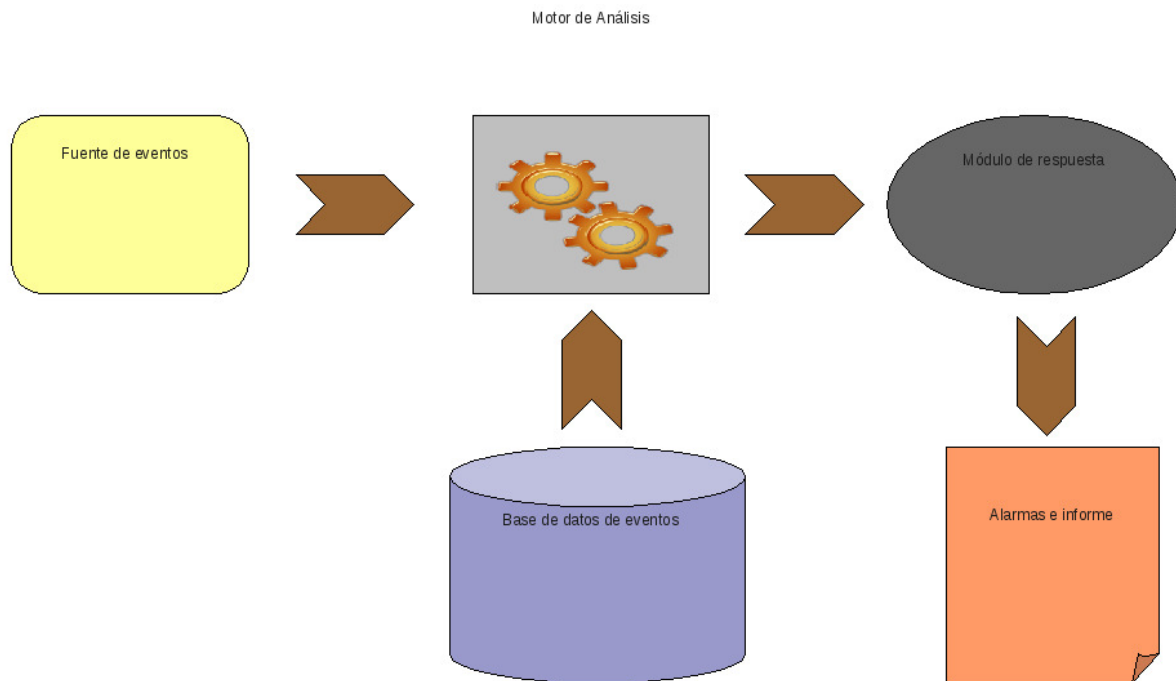 Motor de Análisis
Fuente de eventos
Módulo de respuesta
Base de datos de eventos
Alarmas e informe